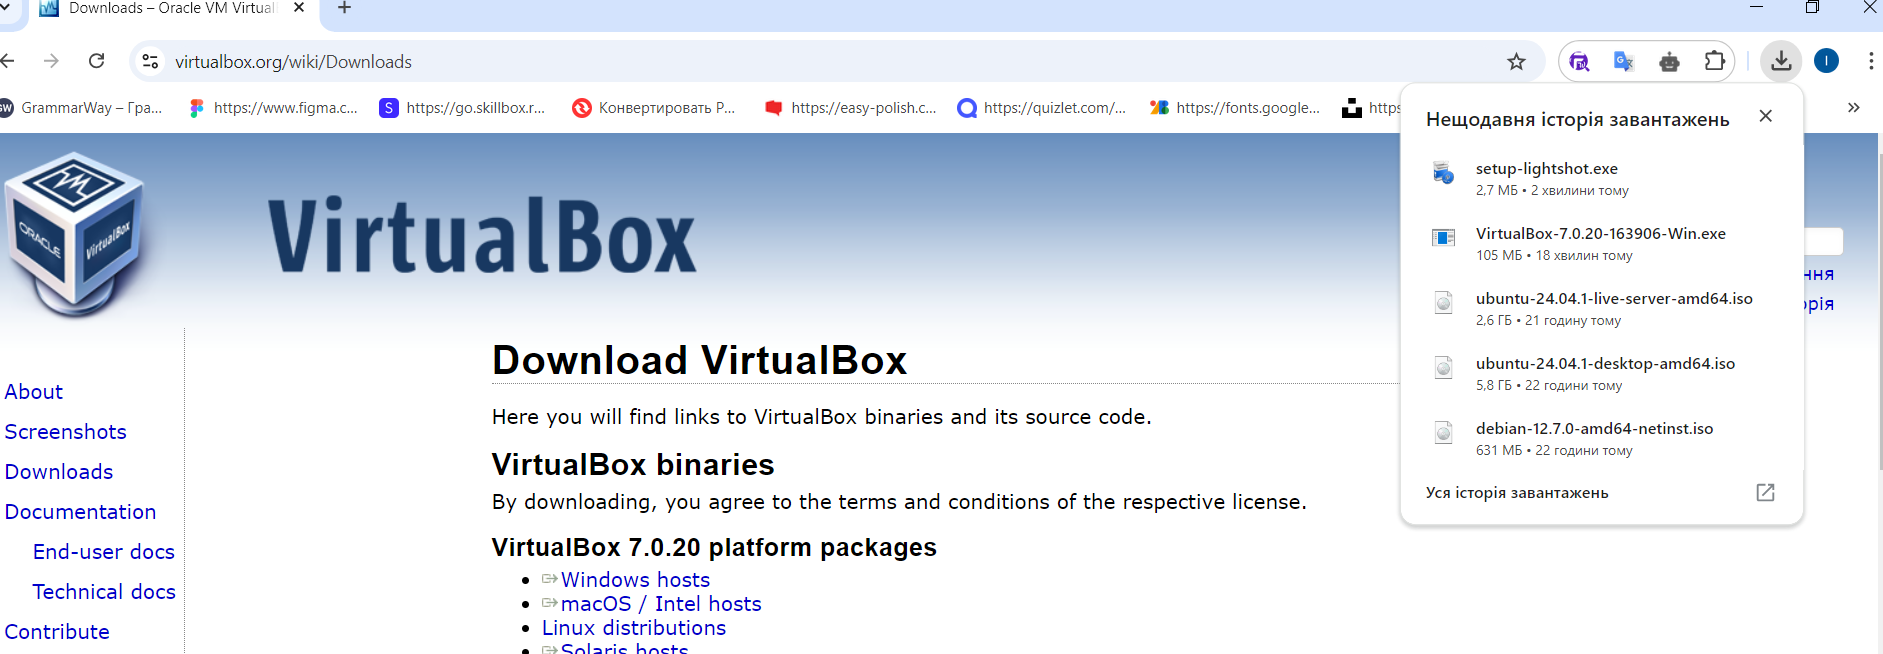 Downloads – Oracle VM Virtual
virtualbox.org/wiki/Downloads
GrammarWay – Гра...
https://www.figma.c...
https://go.skillbox.r...
Конвертировать P...
https://easy-polish.c...
https://quizlet.com/...
https://fonts.google...
https
I
Нещодавня історія завантажень
setup-lightshot.exe
2,7 МБ • 2 хвилини тому
VirtualBox-7.0.20-163906-Win.exe
105 МБ • 18 хвилин тому
ubuntu-24.04.1-live-server-amd64.iso
2,6 ГБ • 21 годину тому
ubuntu-24.04.1-desktop-amd64.iso
5,8 ГБ • 22 години тому
debian-12.7.0-amd64-netinst.iso
631 МБ • 22 години тому
Уся історія завантажень
ORACLE
VirtualBox
VirtualBox
About
Screenshots
Downloads
Documentation
End-user docs
Technical docs
Contribute
Download VirtualBox
Here you will find links to VirtualBox binaries and its source code.
VirtualBox binaries
By downloading, you agree to the terms and conditions of the respective license.
VirtualBox 7.0.20 platform packages
Windows hosts
macOS / Intel hosts
Linux distributions
Solaris hosts